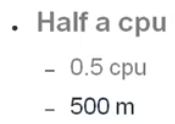 • Half a cpu
– 0.5 cpu
– 500 m